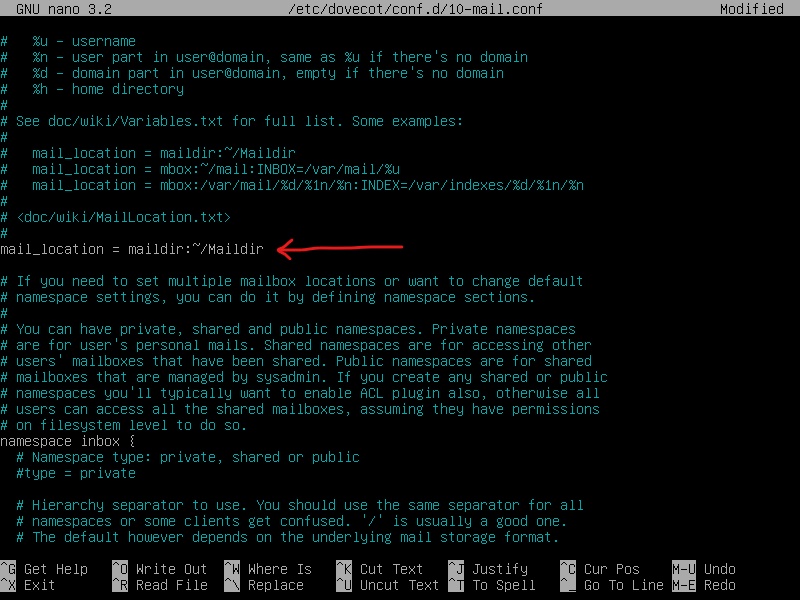 GNU nano 3.2 /etc/dovecot/conf.d/10-mail.conf Modified
#   %u - username
#   %n - user part in user@domain, same as %u if there's no domain
#   %d - domain part in user@domain, empty if there's no domain
#   %h - home directory
#
# See doc/wiki/Variables.txt for full list. Some examples:
#
#   mail_location = maildir:~/Maildir
#   mail_location = mbox:~/mail:INBOX=/var/mail/%u
#   mail_location = mbox:/var/mail/%d/%1n/%n:INDEX=/var/indexes/%d/%1n/%n
#
# <doc/wiki/MailLocation.txt>
#
mail_location = maildir:~/Maildir
# If you need to set multiple mailbox locations or want to change default
# namespace settings, you can do it by defining namespace sections.
#
# You can have private, shared and public namespaces. Private namespaces
# are for user's personal mails. Shared namespaces are for accessing other
# users' mailboxes that have been shared. Public namespaces are for shared
# mailboxes that are managed by sysadmin. If you create any shared or public
# namespaces you'll typically want to enable ACL plugin also, otherwise all
# users can access all the shared mailboxes, assuming they have permissions
# on filesystem level to do so.
namespace inbox {
  # Namespace type: private, shared or public
  #type = private
  # Hierarchy separator to use. You should use the same separator for all
  # namespaces or some clients get confused. '/' is usually a good one.
  # The default however depends on the underlying mail storage format.
^G Get Help ^O Write Out ^W Where Is ^K Cut Text ^J Justify ^C Cur Pos M-U Undo
^X Exit ^R Read File ^\ Replace ^U Uncut Text ^T To Spell ^_ Go To Line M-E Redo